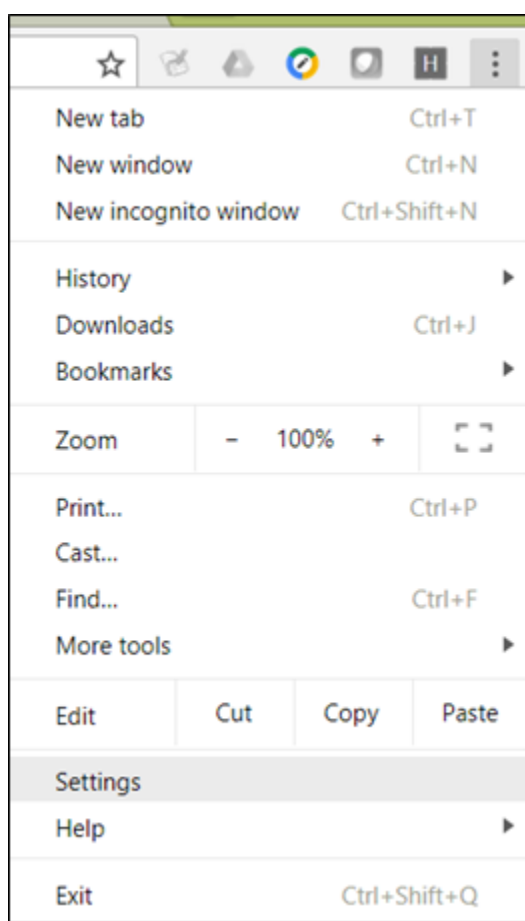 H
New tab Ctrl+T
New window Ctrl+N
New incognito window Ctrl+Shift+N
History
Downloads Ctrl+J
Bookmarks
Zoom - 100% +
Print... Ctrl+P
Cast...
Find... Ctrl+F
More tools
Edit Cut Copy Paste
Settings
Help
Exit Ctrl+Shift+Q